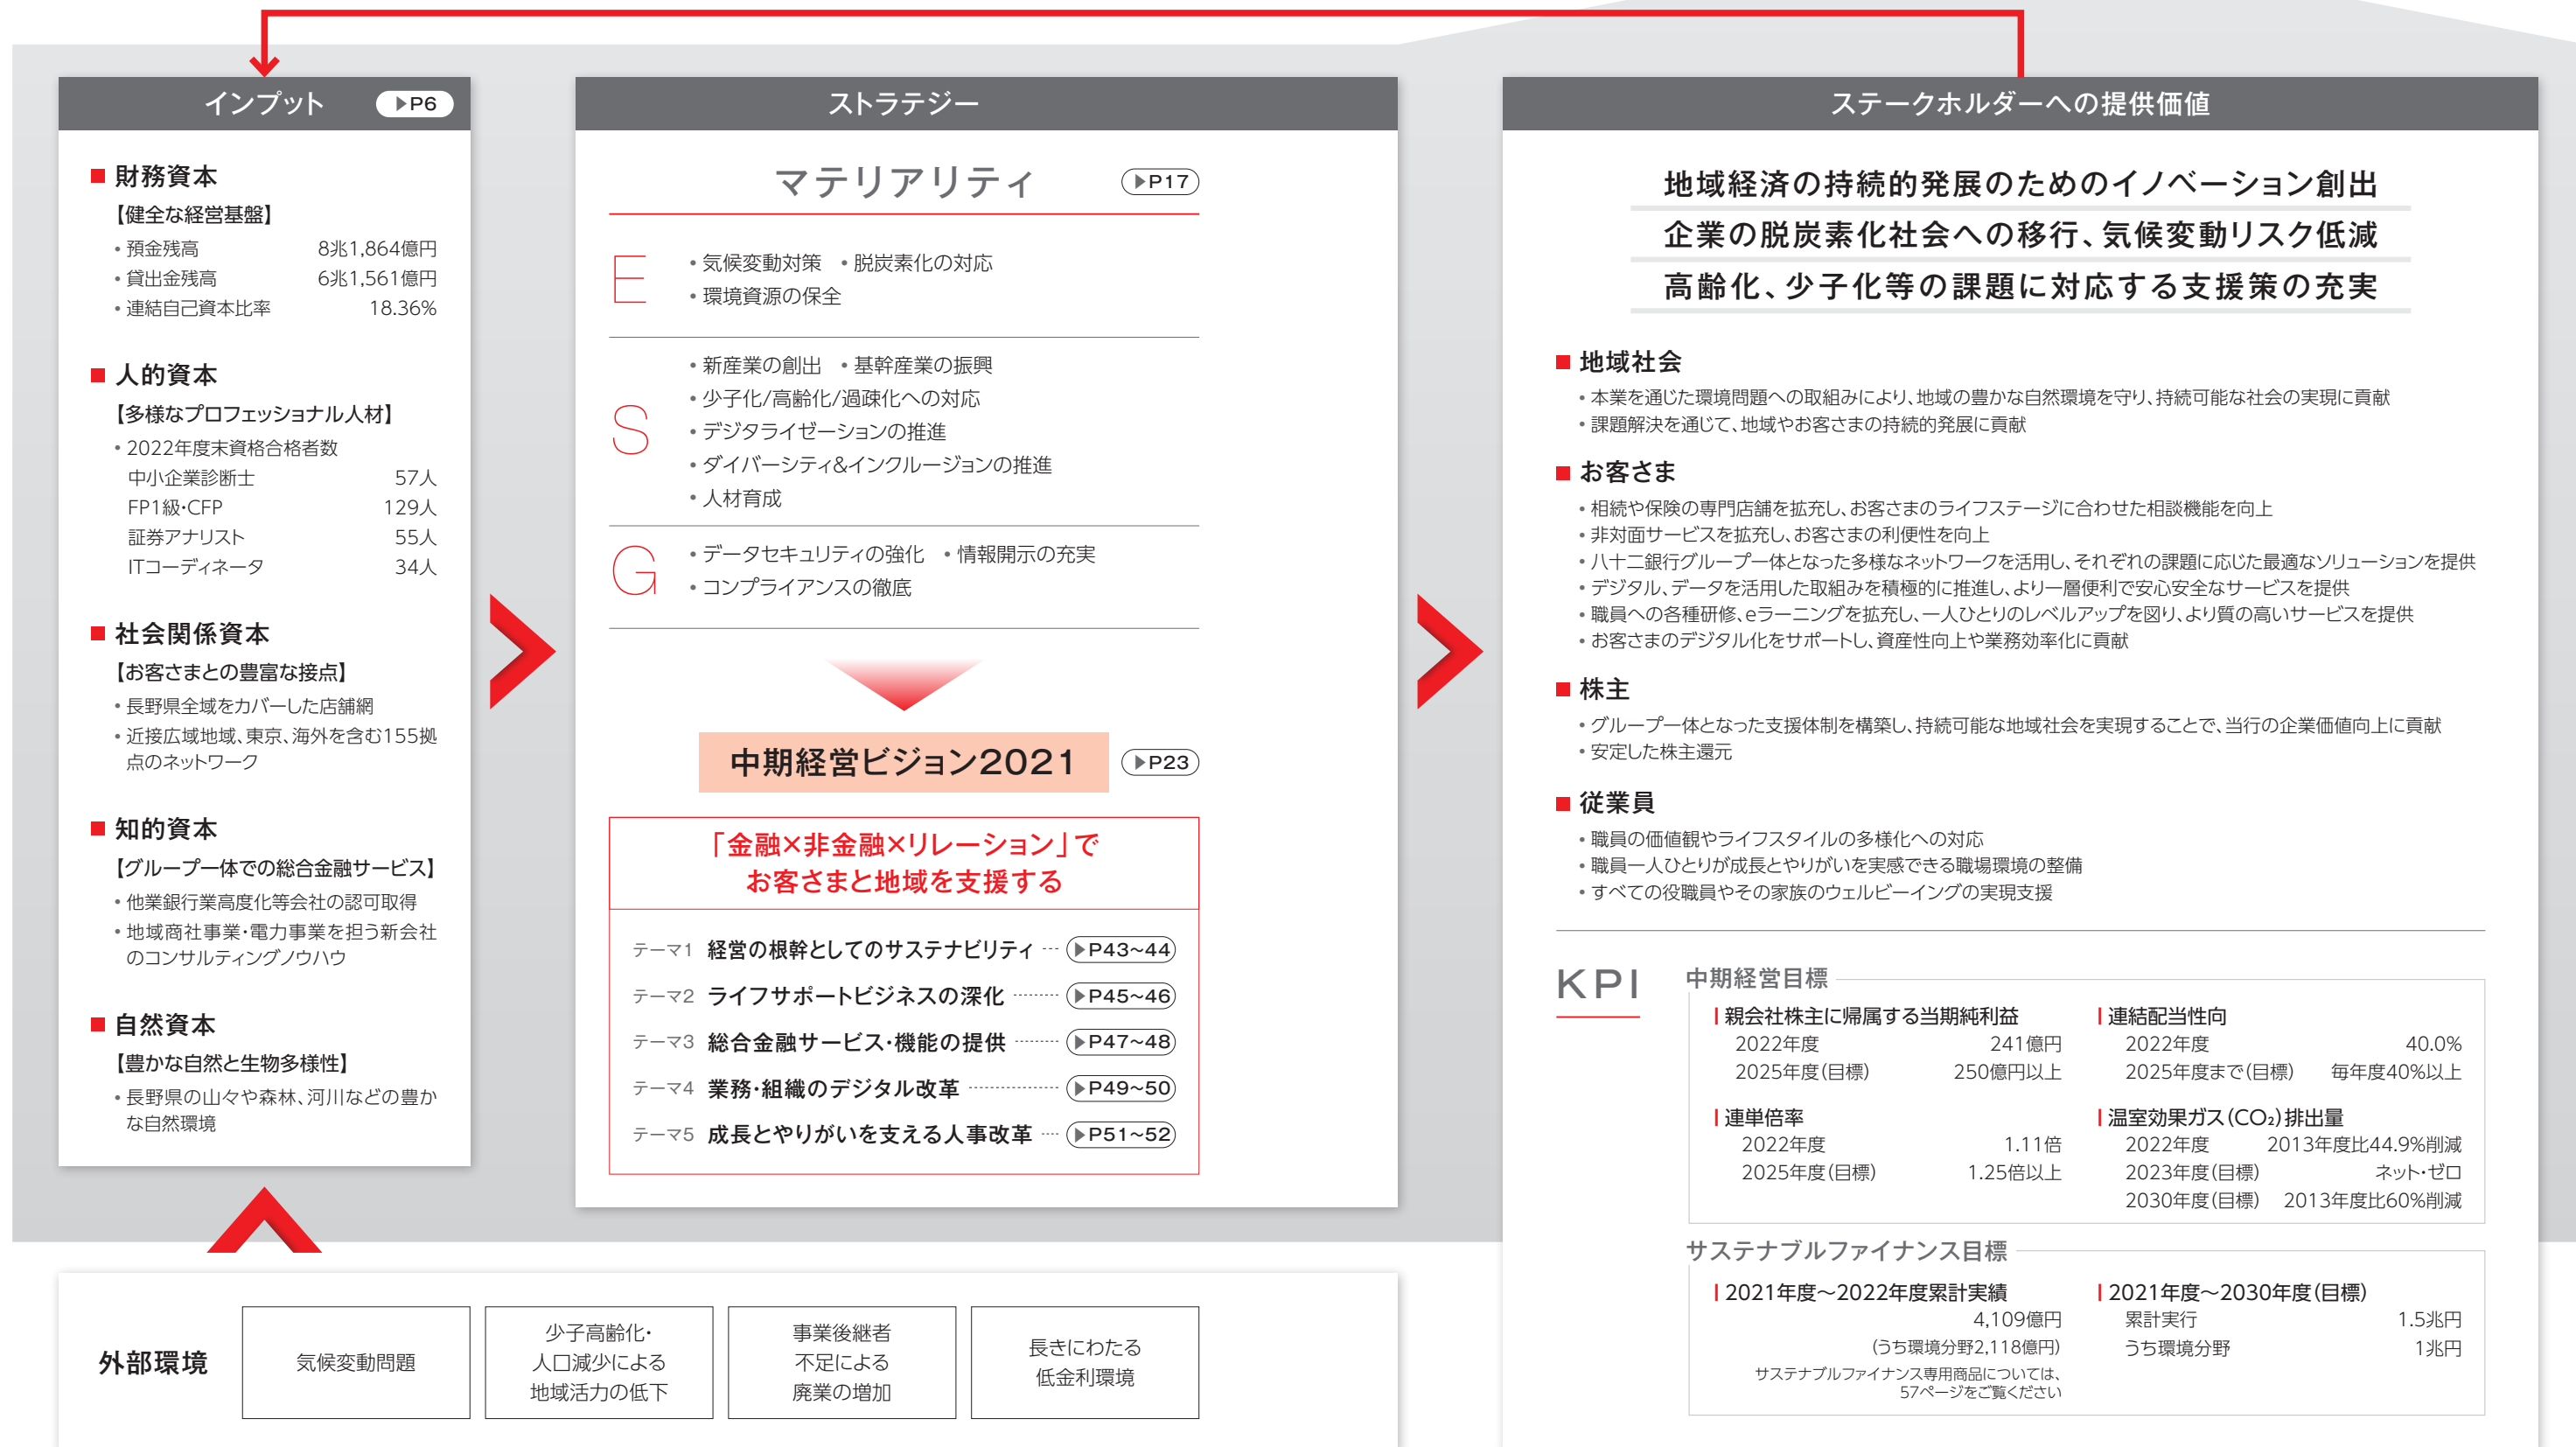 インプット ▶P6
■ 財務資本
【健全な経営基盤】
• 預金残高 8兆1,864億円
• 貸出金残高 6兆1,561億円
• 連結自己資本比率 18.36%
■ 人的資本
【多様なプロフェッショナル人材】
• 2022年度末資格合格者数
中小企業診断士 57人
FP1級・CFP 129人
証券アナリスト 55人
ITコーディネータ 34人
■ 社会関係資本
【お客さまとの豊富な接点】
• 長野県全域をカバーした店舗網
• 近接広域地域、東京、海外を含む155拠
点のネットワーク
■ 知的資本
【グループ一体での総合金融サービス】
• 他業銀行業高度化等会社の認可取得
• 地域商社事業・電力事業を担う新会社
のコンサルティングノウハウ
■ 自然資本
【豊かな自然と生物多様性】
• 長野県の山々や森林、河川などの豊か
な自然環境
ストラテジー
マテリアリティ ▶P17
E
• 気候変動対策 • 脱炭素化の対応
• 環境資源の保全
S
• 新産業の創出 • 基幹産業の振興
• 少子化/高齢化/過疎化への対応
• デジタライゼーションの推進
• ダイバーシティ&インクルージョンの推進
• 人材育成
G
• データセキュリティの強化 • 情報開示の充実
• コンプライアンスの徹底
中期経営ビジョン2021 ▶P23
「金融×非金融×リレーション」で
お客さまと地域を支援する
テーマ1 経営の根幹としてのサステナビリティ ▶P43~44
テーマ2 ライフサポートビジネスの深化 ▶P45~46
テーマ3 総合金融サービス・機能の提供 ▶P47~48
テーマ4 業務・組織のデジタル改革 ▶P49~50
テーマ5 成長とやりがいを支える人事改革 ▶P51~52
ステークホルダーへの提供価値
地域経済の持続的発展のためのイノベーション創出
企業の脱炭素化社会への移行、気候変動リスク低減
高齢化、少子化等の課題に対応する支援策の充実
■ 地域社会
• 本業を通じた環境問題への取組みにより、地域の豊かな自然環境を守り、持続可能な社会の実現に貢献
• 課題解決を通じて、地域やお客さまの持続的発展に貢献
■ お客さま
• 相続や保険の専門店舗を拡充し、お客さまのライフステージに合わせた相談機能を向上
• 非対面サービスを拡充し、お客さまの利便性を向上
• 八十二銀行グループ一体となった多様なネットワークを活用し、それぞれの課題に応じた最適なソリューションを提供
• デジタル、データを活用した取組みを積極的に推進し、より一層便利で安心安全なサービスを提供
• 職員への各種研修、eラーニングを拡充し、一人ひとりのレベルアップを図り、より質の高いサービスを提供
• お客さまのデジタル化をサポートし、資産性向上や業務効率化に貢献
■ 株主
• グループ一体となった支援体制を構築し、持続可能な地域社会を実現することで、当行の企業価値向上に貢献
• 安定した株主還元
■ 従業員
• 職員の価値観やライフスタイルの多様化への対応
• 職員一人ひとりが成長とやりがいを実感できる職場環境の整備
• すべての役職員やその家族のウェルビーイングの実現支援
KPI
中期経営目標
親会社株主に帰属する当期純利益
2022年度 241億円
2025年度(目標) 250億円以上
連結配当性向
2022年度 40.0%
2025年度まで(目標) 毎年度40%以上
連単倍率
2022年度 1.11倍
2025年度(目標) 1.25倍以上
温室効果ガス(CO₂)排出量
2022年度 2013年度比44.9%削減
2023年度(目標) ネット・ゼロ
2030年度(目標) 2013年度比60%削減
サステナブルファイナンス目標
2021年度～2022年度累計実績
4,109億円
(うち環境分野2,118億円)
サステナブルファイナンス専用商品については、
57ページをご覧ください
2021年度～2030年度(目標)
累計実行 1.5兆円
うち環境分野 1兆円
外部環境
気候変動問題
少子高齢化・
人口減少による
地域活力の低下
事業後継者
不足による
廃業の増加
長きにわたる
低金利環境